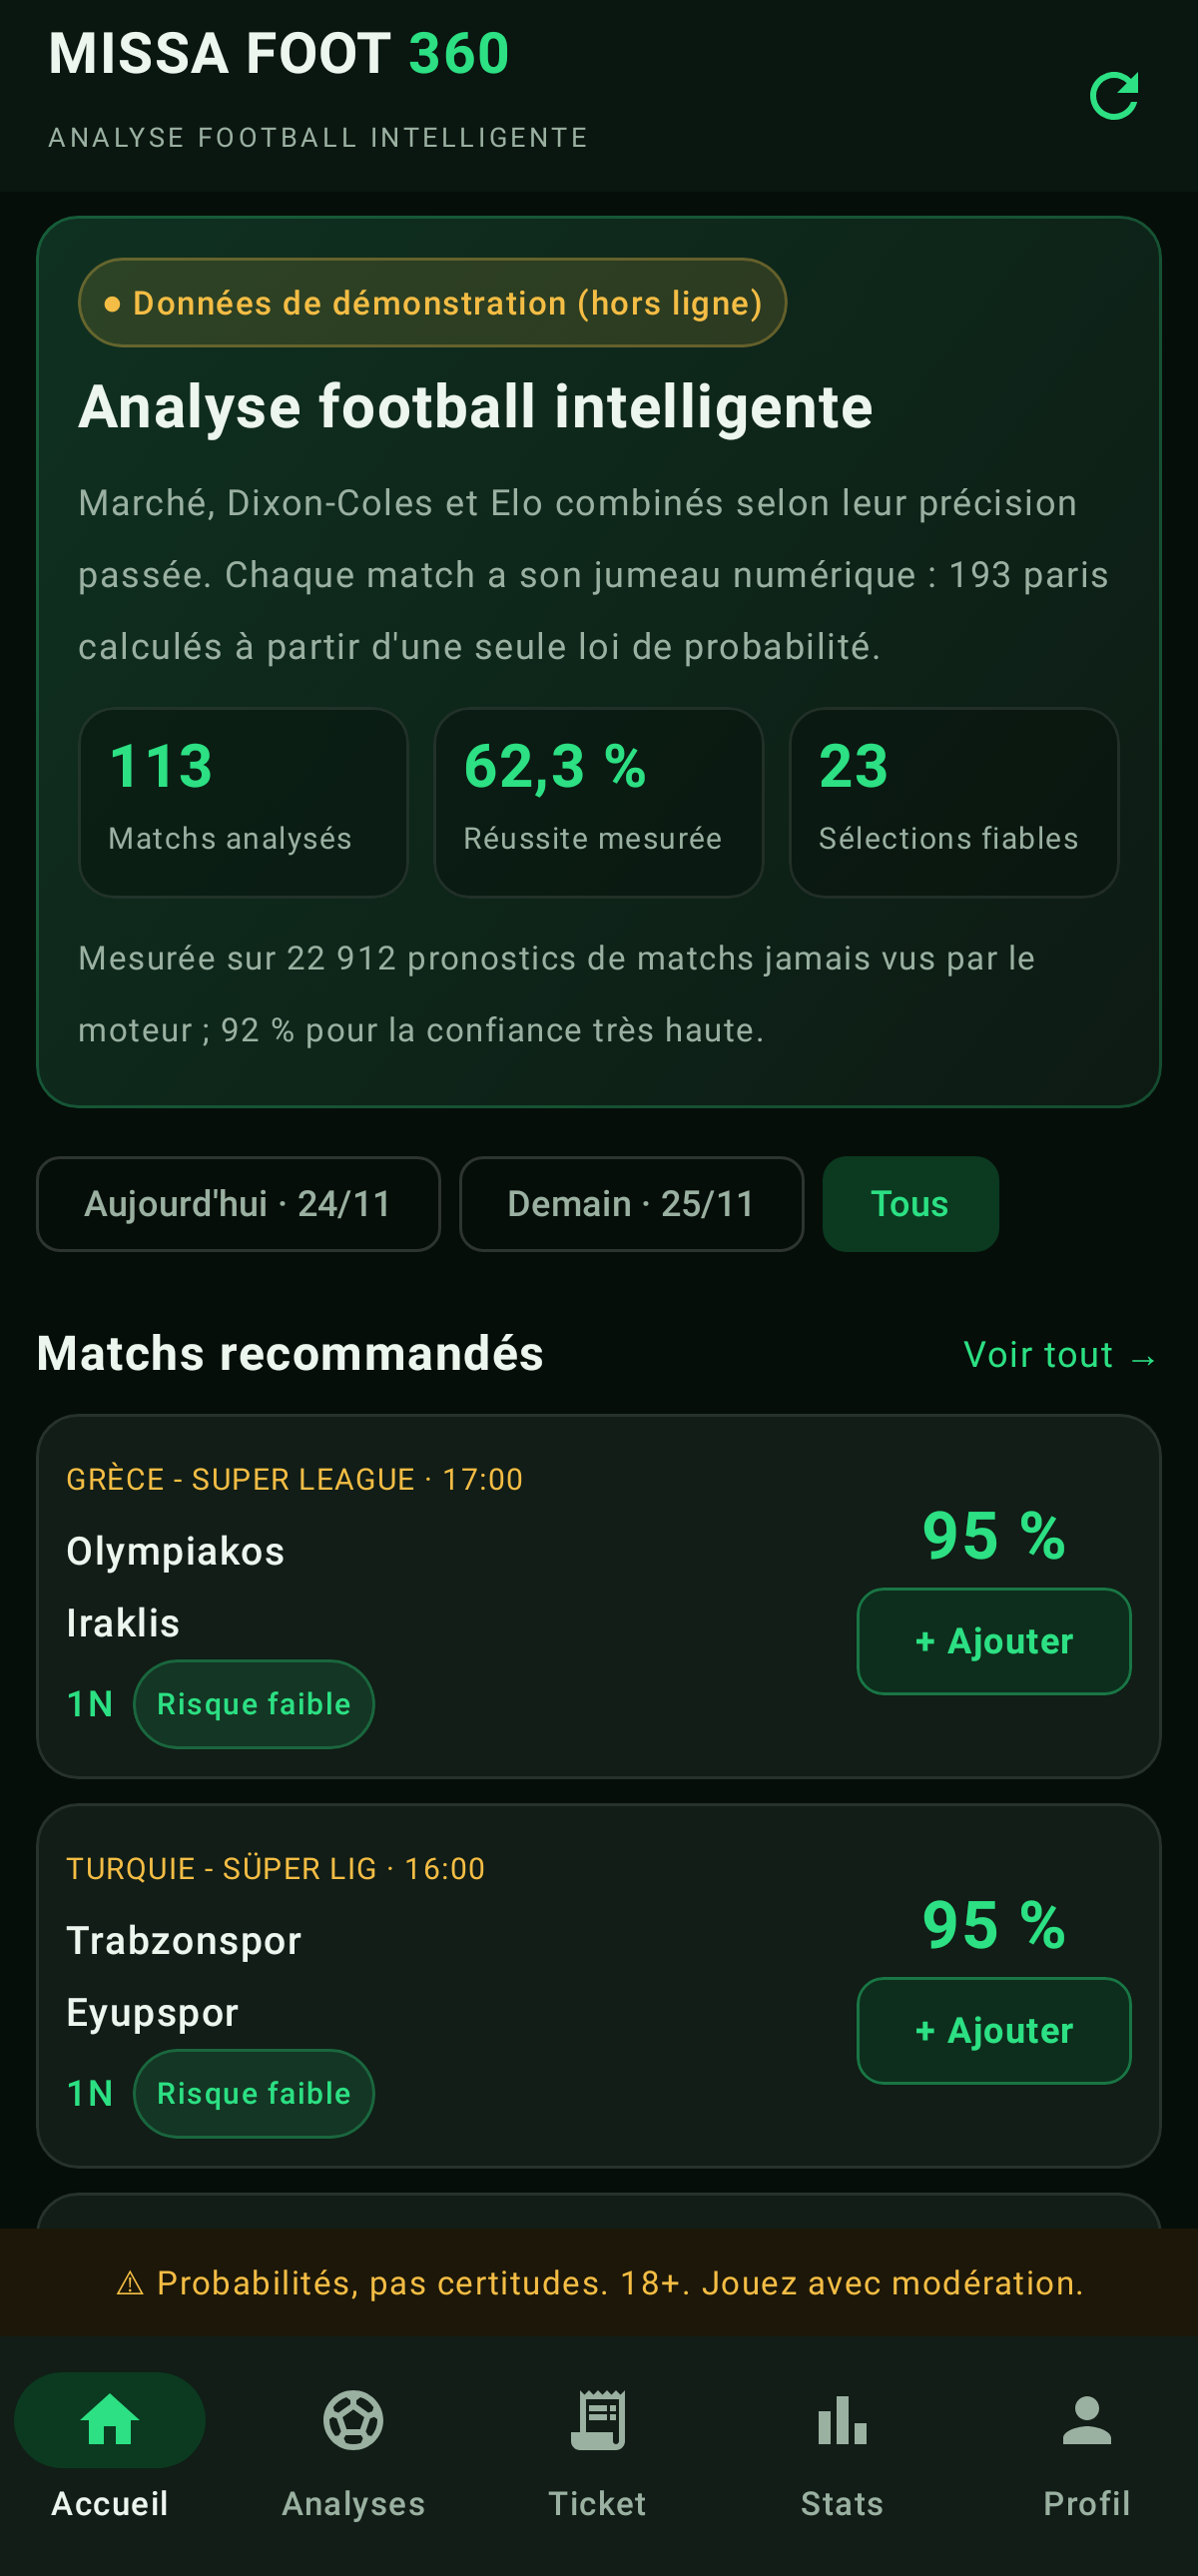 MISSA FOOT 360
ANALYSE FOOTBALL INTELLIGENTE
● Données de démonstration (hors ligne)
Analyse football intelligente
Marché, Dixon-Coles et Elo combinés selon leur précision
passée. Chaque match a son jumeau numérique : 193 paris
calculés à partir d'une seule loi de probabilité.
113
Matchs analysés
62,3 %
Réussite mesurée
23
Sélections fiables
Mesurée sur 22 912 pronostics de matchs jamais vus par le
moteur ; 92 % pour la confiance très haute.
Aujourd'hui · 24/11
Demain · 25/11
Tous
Matchs recommandés
Voir tout →
GRÈCE - SUPER LEAGUE · 17:00
Olympiakos
Iraklis
1N
Risque faible
95 %
+ Ajouter
TURQUIE - SÜPER LIG · 16:00
Trabzonspor
Eyupspor
1N
Risque faible
95 %
+ Ajouter
⚠ Probabilités, pas certitudes. 18+. Jouez avec modération.
Accueil
Analyses
Ticket
Stats
Profil